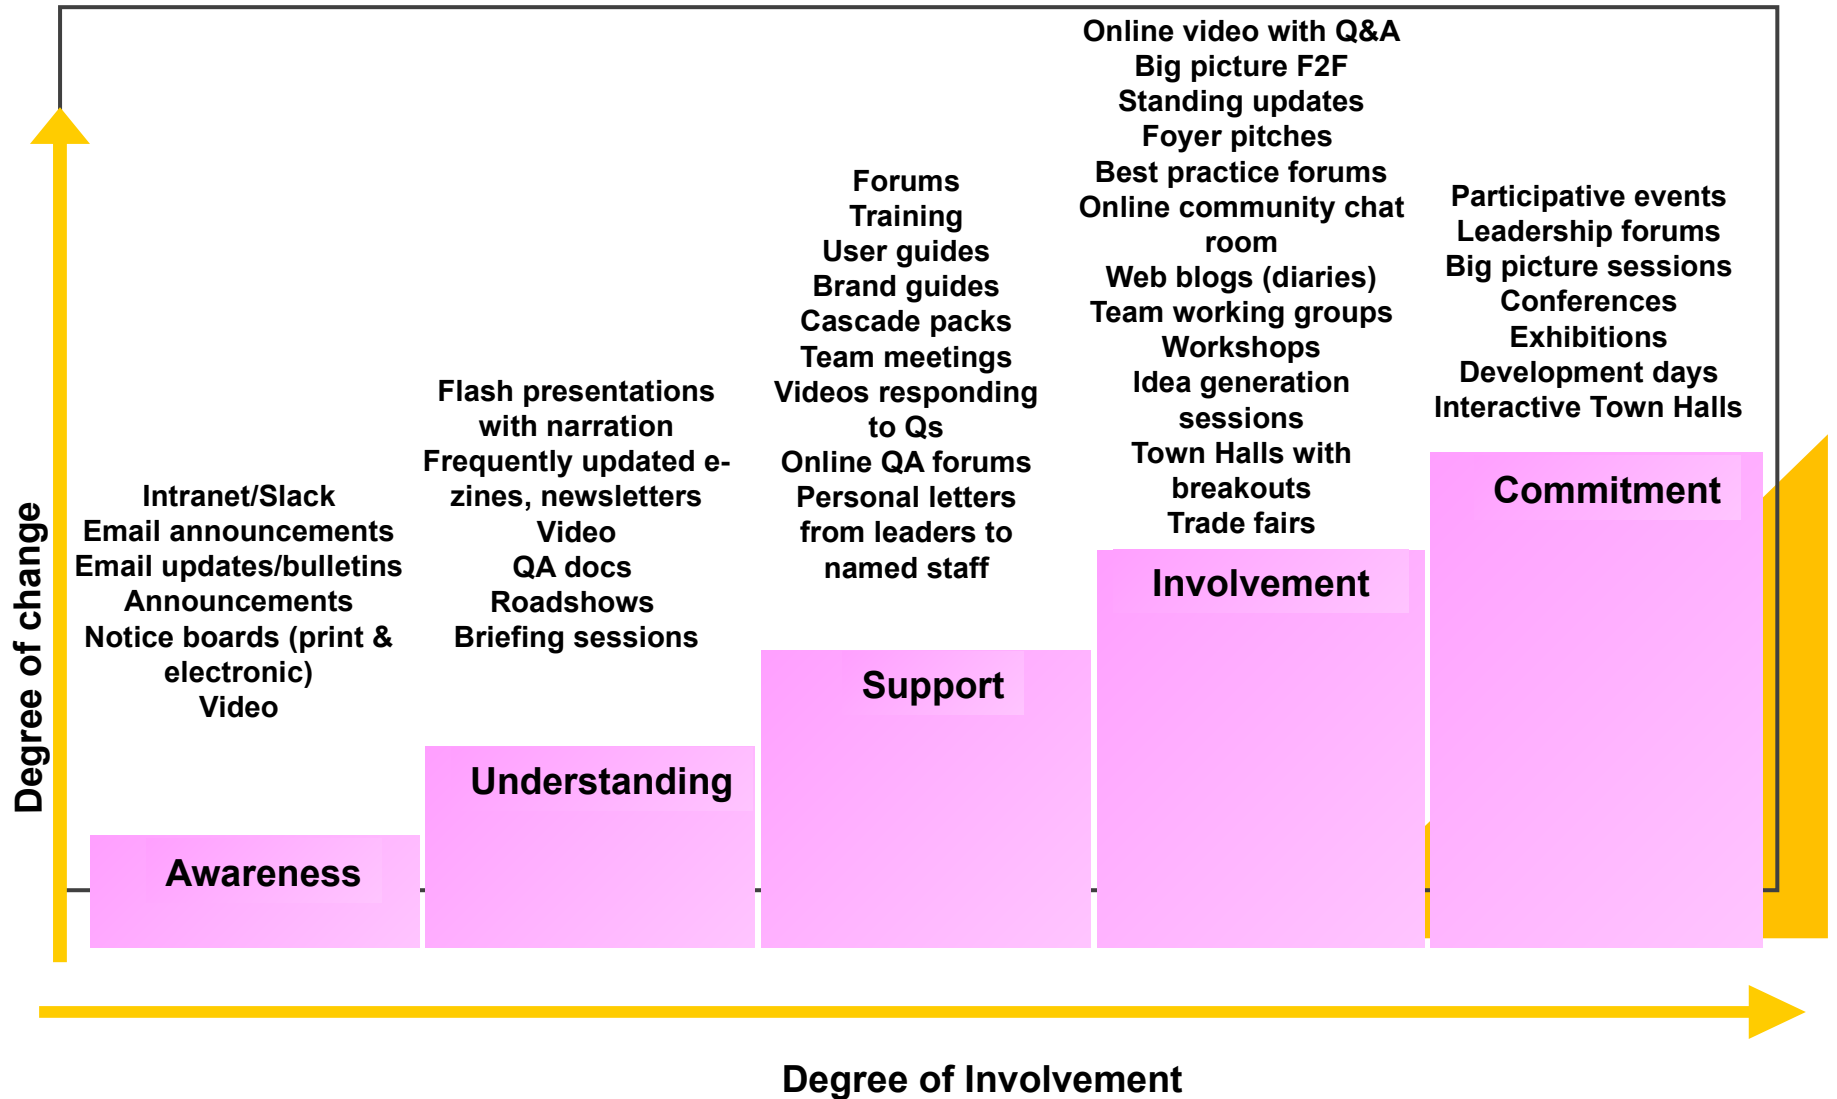 Degree of change
Intranet/Slack
Email announcements
Email updates/bulletins
Announcements
Notice boards (print &
electronic)
Video
Awareness
Flash presentations
with narration
Frequently updated e-
zines, newsletters
Video
QA docs
Roadshows
Briefing sessions
Understanding
Forums
Training
User guides
Brand guides
Cascade packs
Team meetings
Videos responding
to Qs
Online QA forums
Personal letters
from leaders to
named staff
Support
Online video with Q&A
Big picture F2F
Standing updates
Foyer pitches
Best practice forums
Online community chat
room
Web blogs (diaries)
Team working groups
Workshops
Idea generation
sessions
Town Halls with
breakouts
Trade fairs
Involvement
Participative events
Leadership forums
Big picture sessions
Conferences
Exhibitions
Development days
Interactive Town Halls
Commitment
Degree of Involvement